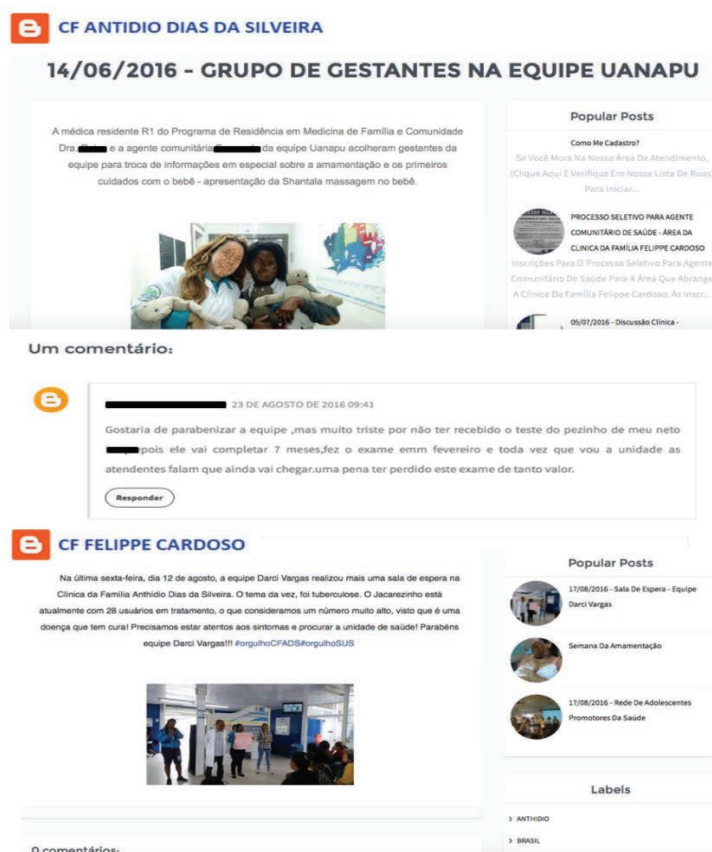 CF ANTIDIO DIAS DA SILVEIRA
14/06/2016 - GRUPO DE GESTANTES NA EQUIPE UANAPU
A médica residente R1 do Programa de Residência em Medicina de Família e Comunidade
Dra. e a agente comunitária da equipe Uanapu acolheram gestantes da
equipe para troca de informações em especial sobre a amamentação e os primeiros
cuidados com o bebê - apresentação da Shantala massagem no bebê.
Popular Posts
Como Me Cadastro?
Se Você Mora Na Nossa Área De Atendimento,
(Clique Aqui E Verifique Em Nossa Lista De Ruas)
Para Iniciar...
PROCESSO SELETIVO PARA AGENTE
COMUNITÁRIO DE SAÚDE - ÁREA DA
CLINICA DA FAMÍLIA FELIPPE CARDOSO
Inscrições Para O Processo Seletivo Para Agente
Comunitário De Saúde Para A Área Que Abrange
A Clínica Da Família Felippe Cardoso. As Inscr...
05/07/2016 - Discussão Clínica -
Um comentário:
23 DE AGOSTO DE 2016 09:41
Gostaria de parabenizar a equipe ,mas muito triste por não ter recebido o teste do pezinho de meu neto
pois ele vai completar 7 meses,fez o exame emm fevereiro e toda vez que vou a unidade as
atendentes falam que ainda vai chegar.uma pena ter perdido este exame de tanto valor.
Responder
CF FELIPPE CARDOSO
Na última sexta-feira, dia 12 de agosto, a equipe Darci Vargas realizou mais uma sala de espera na
Clínica da Família Anthidio Dias da Silveira. O tema da vez, foi tuberculose. O Jacarezinho está
atualmente com 28 usuários em tratamento, o que consideramos um número muito alto, visto que é uma
doença que tem cura! Precisamos estar atentos aos sintomas e procurar a unidade de saúde! Parabéns
equipe Darci Vargas!!! #orgulhoCFADS#orgulhoSUS
Popular Posts
17/08/2016 - Sala De Espera - Equipe
Darci Vargas
Semana Da Amamentação
17/08/2016 - Rede De Adolescentes
Promotores Da Saúde
Labels
> ANTHIDIO
> BRASIL
0 comentários: